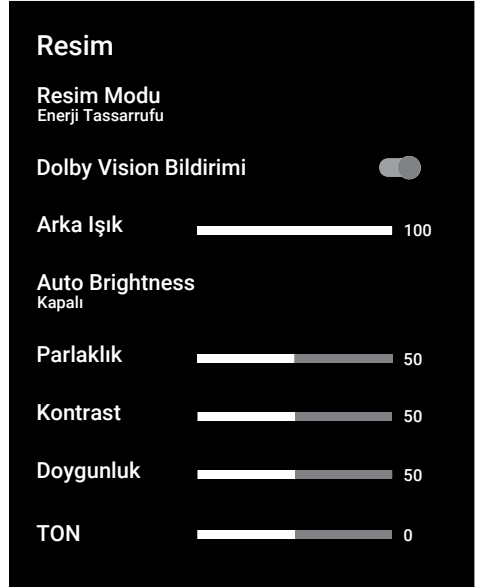 Resim
Resim Modu
Enerji Tassarrufu
Dolby Vision Bildirimi
Arka Işık 100
Auto Brightness
Kapalı
Parlaklık 50
Kontrast 50
Doygunluk 50
TON 0